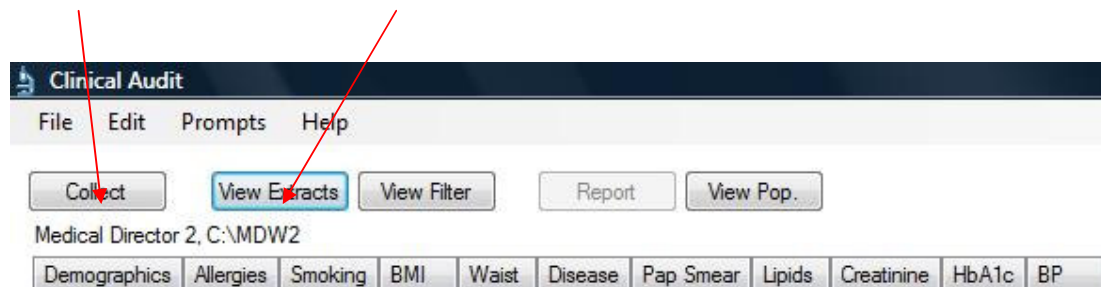 Clinical Audit
File Edit Prompts Help
Collect View Extracts View Filter Report View Pop.
Medical Director 2, C:\MDW2
Demographics Allergies Smoking BMI Waist Disease Pap Smear Lipids Creatinine HbA1c BP